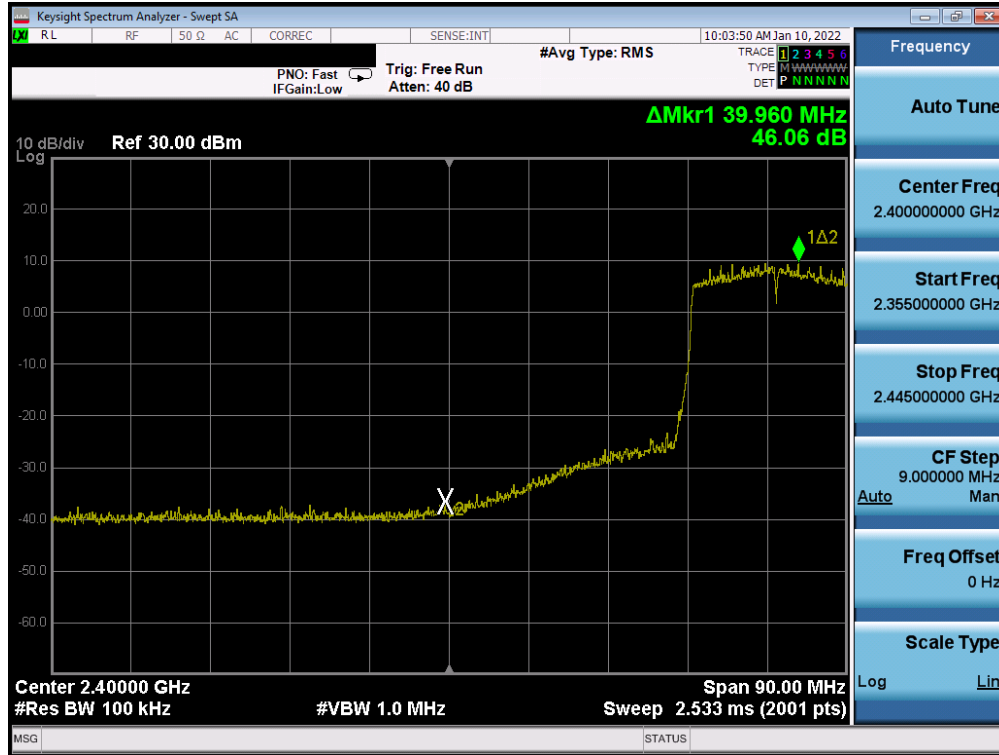 Keysight Spectrum Analyzer - Swept SA
LXI RL RF 50 Ω AC CORREC SENSE:INT 10:03:50 AM Jan 10, 2022
Frequency
#Avg Type: RMS
TRACE 1 2 3 4 5 6
TYPE M WWWWW
DET P N N N N N
PNO: Fast
IFGain:Low
Trig: Free Run
Atten: 40 dB
Auto Tune
ΔMkr1 39.960 MHz
46.06 dB
10 dB/div
Log
Ref 30.00 dBm
20.0
10.0
0.00
-10.0
-20.0
-30.0
-40.0
-50.0
-60.0
1Δ2
X2
Center Freq
2.400000000 GHz
Start Freq
2.355000000 GHz
Stop Freq
2.445000000 GHz
CF Step
9.000000 MHz
Auto Man
Freq Offset
0 Hz
Scale Type
Log Lin
Center 2.40000 GHz
Span 90.00 MHz
#Res BW 100 kHz
#VBW 1.0 MHz
Sweep 2.533 ms (2001 pts)
MSG
STATUS